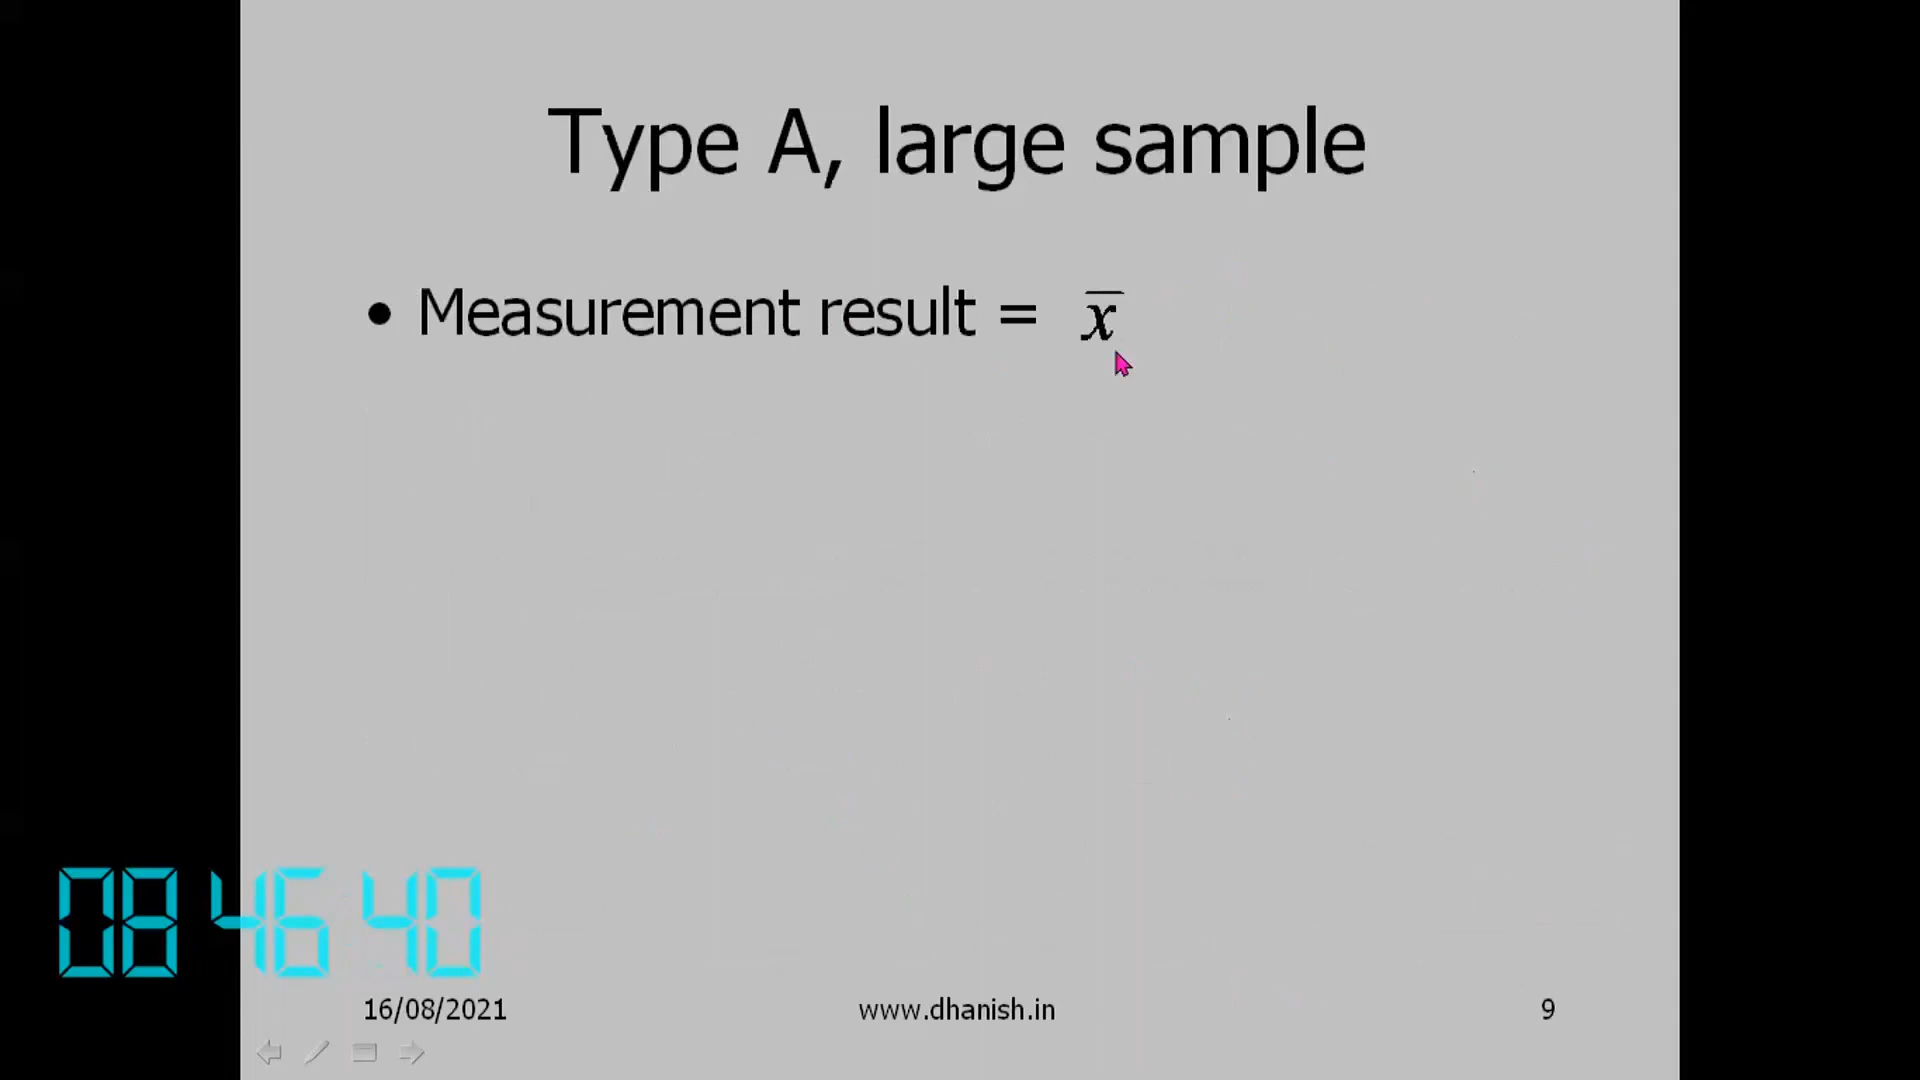 Type A, large sample
• Measurement result = x̅
08 46 40
16/08/2021 www.dhanish.in 9